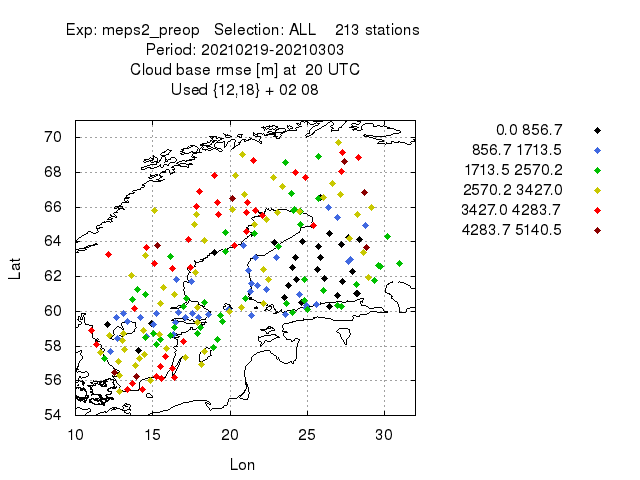 Exp: meps2_preop   Selection: ALL    213 stations
Period: 20210219-20210303
Cloud base rmse [m] at  20 UTC
Used {12,18} + 02 08
0.0 856.7
856.7 1713.5
1713.5 2570.2
2570.2 3427.0
3427.0 4283.7
4283.7 5140.5
70
68
66
64
62
60
58
56
54
Lat
10 15 20 25 30
Lon